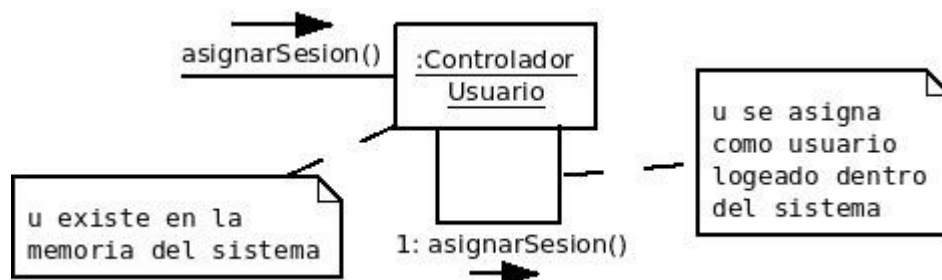 asignarSesion()
:Controlador
Usuario
u se asigna
como usuario
logeado dentro
del sistema
u existe en la
memoria del sistema
1: asignarSesion()